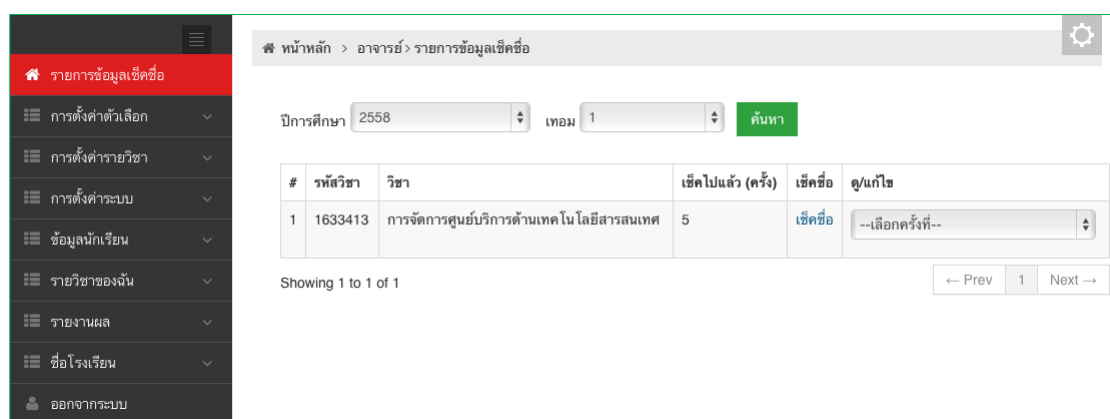 หน้าหลัก > อาจารย์ > รายการข้อมูลเช็คชื่อ
รายการข้อมูลเช็คชื่อ
การตั้งค่าตัวเลือก
การตั้งค่ารายวิชา
การตั้งค่าระบบ
ข้อมูลนักเรียน
รายวิชาของฉัน
รายงานผล
ชื่อโรงเรียน
ออกจากระบบ
ปีการศึกษา 2558 เทอม 1 ค้นหา
# รหัสวิชา วิชา เช็คไปแล้ว (ครั้ง) เช็คชื่อ ดู/แก้ไข
1 1633413 การจัดการศูนย์บริการด้านเทคโนโลยีสารสนเทศ 5 เช็คชื่อ --เลือกครั้งที่--
Showing 1 to 1 of 1
← Prev 1 Next →